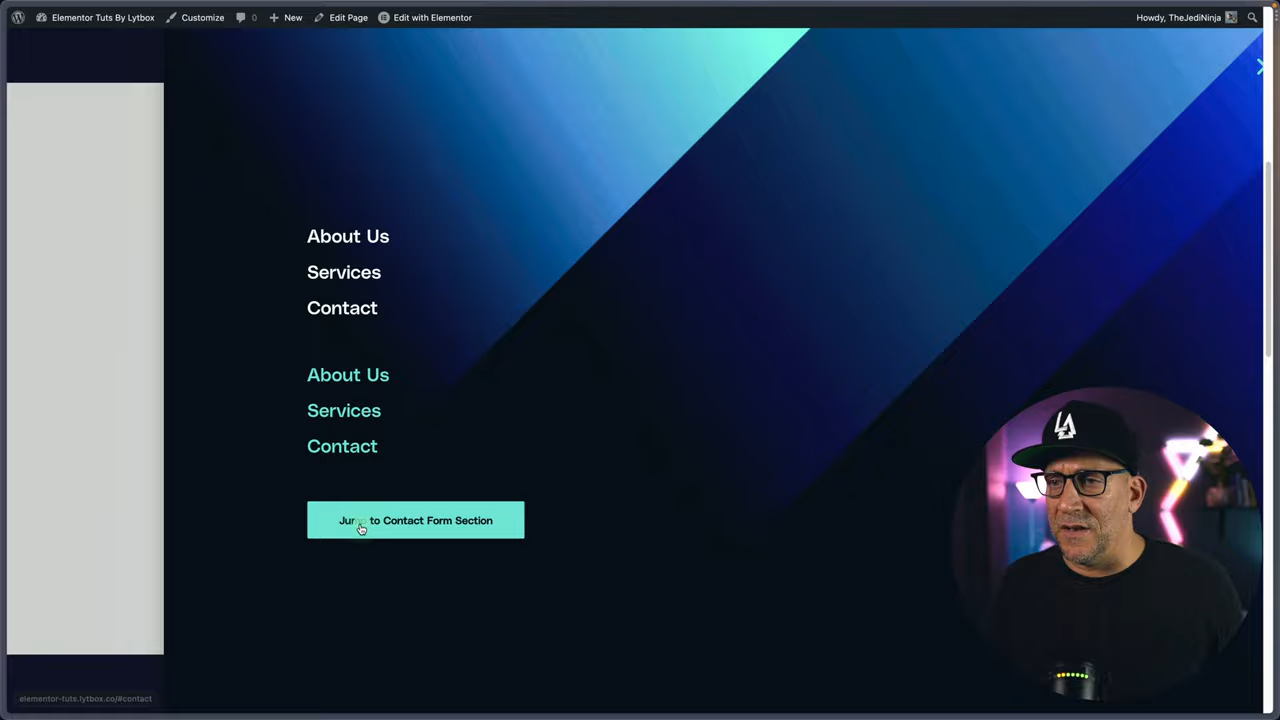 Elementor Tuts By Lytbox Customize 0 New Edit Page Edit with Elementor Howdy, TheJediNinja
About Us
Services
Contact
About Us
Services
Contact
Jump to Contact Form Section
LA
elementor-tuts.lytbox.co/#contact